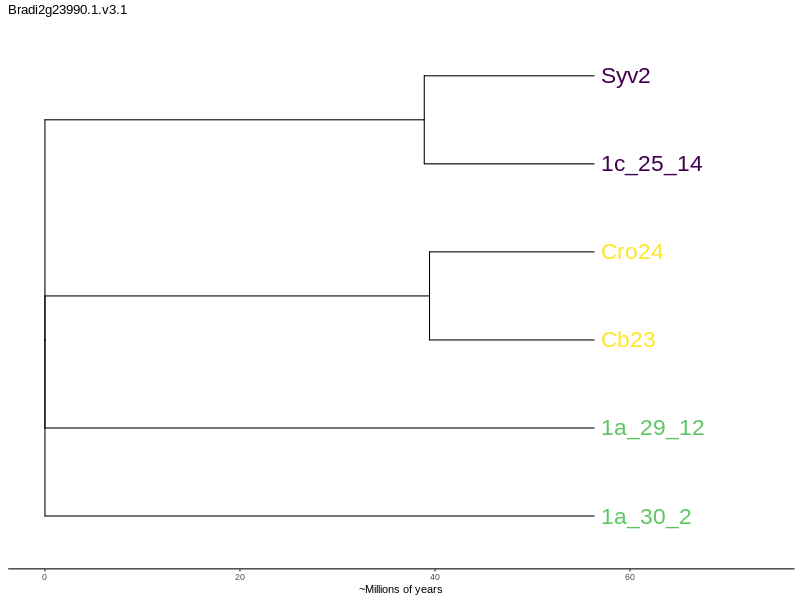 Bradi2g23990.1.v3.1
Syv2
1c_25_14
Cro24
Cb23
1a_29_12
1a_30_2
0 20 40 60
~Millions of years